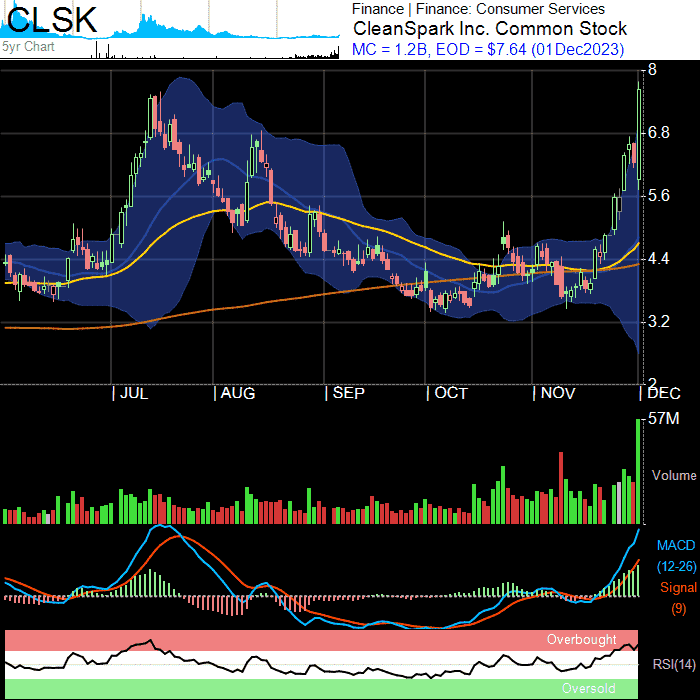 CLSK
5yr Chart
Finance | Finance: Consumer Services
CleanSpark Inc. Common Stock
MC = 1.2B, EOD = $7.64 (01Dec2023)
8
6.8
5.6
4.4
3.2
2
| JUL
| AUG
| SEP
| OCT
| NOV
| DEC
57M
Volume
MACD
(12-26)
Signal
(9)
Overbought
RSI(14)
Oversold